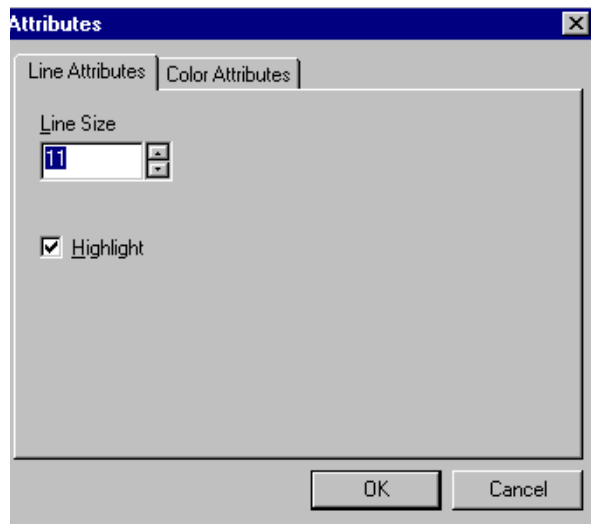 Attributes
Line Attributes
Color Attributes
Line Size
11
Highlight
OK
Cancel